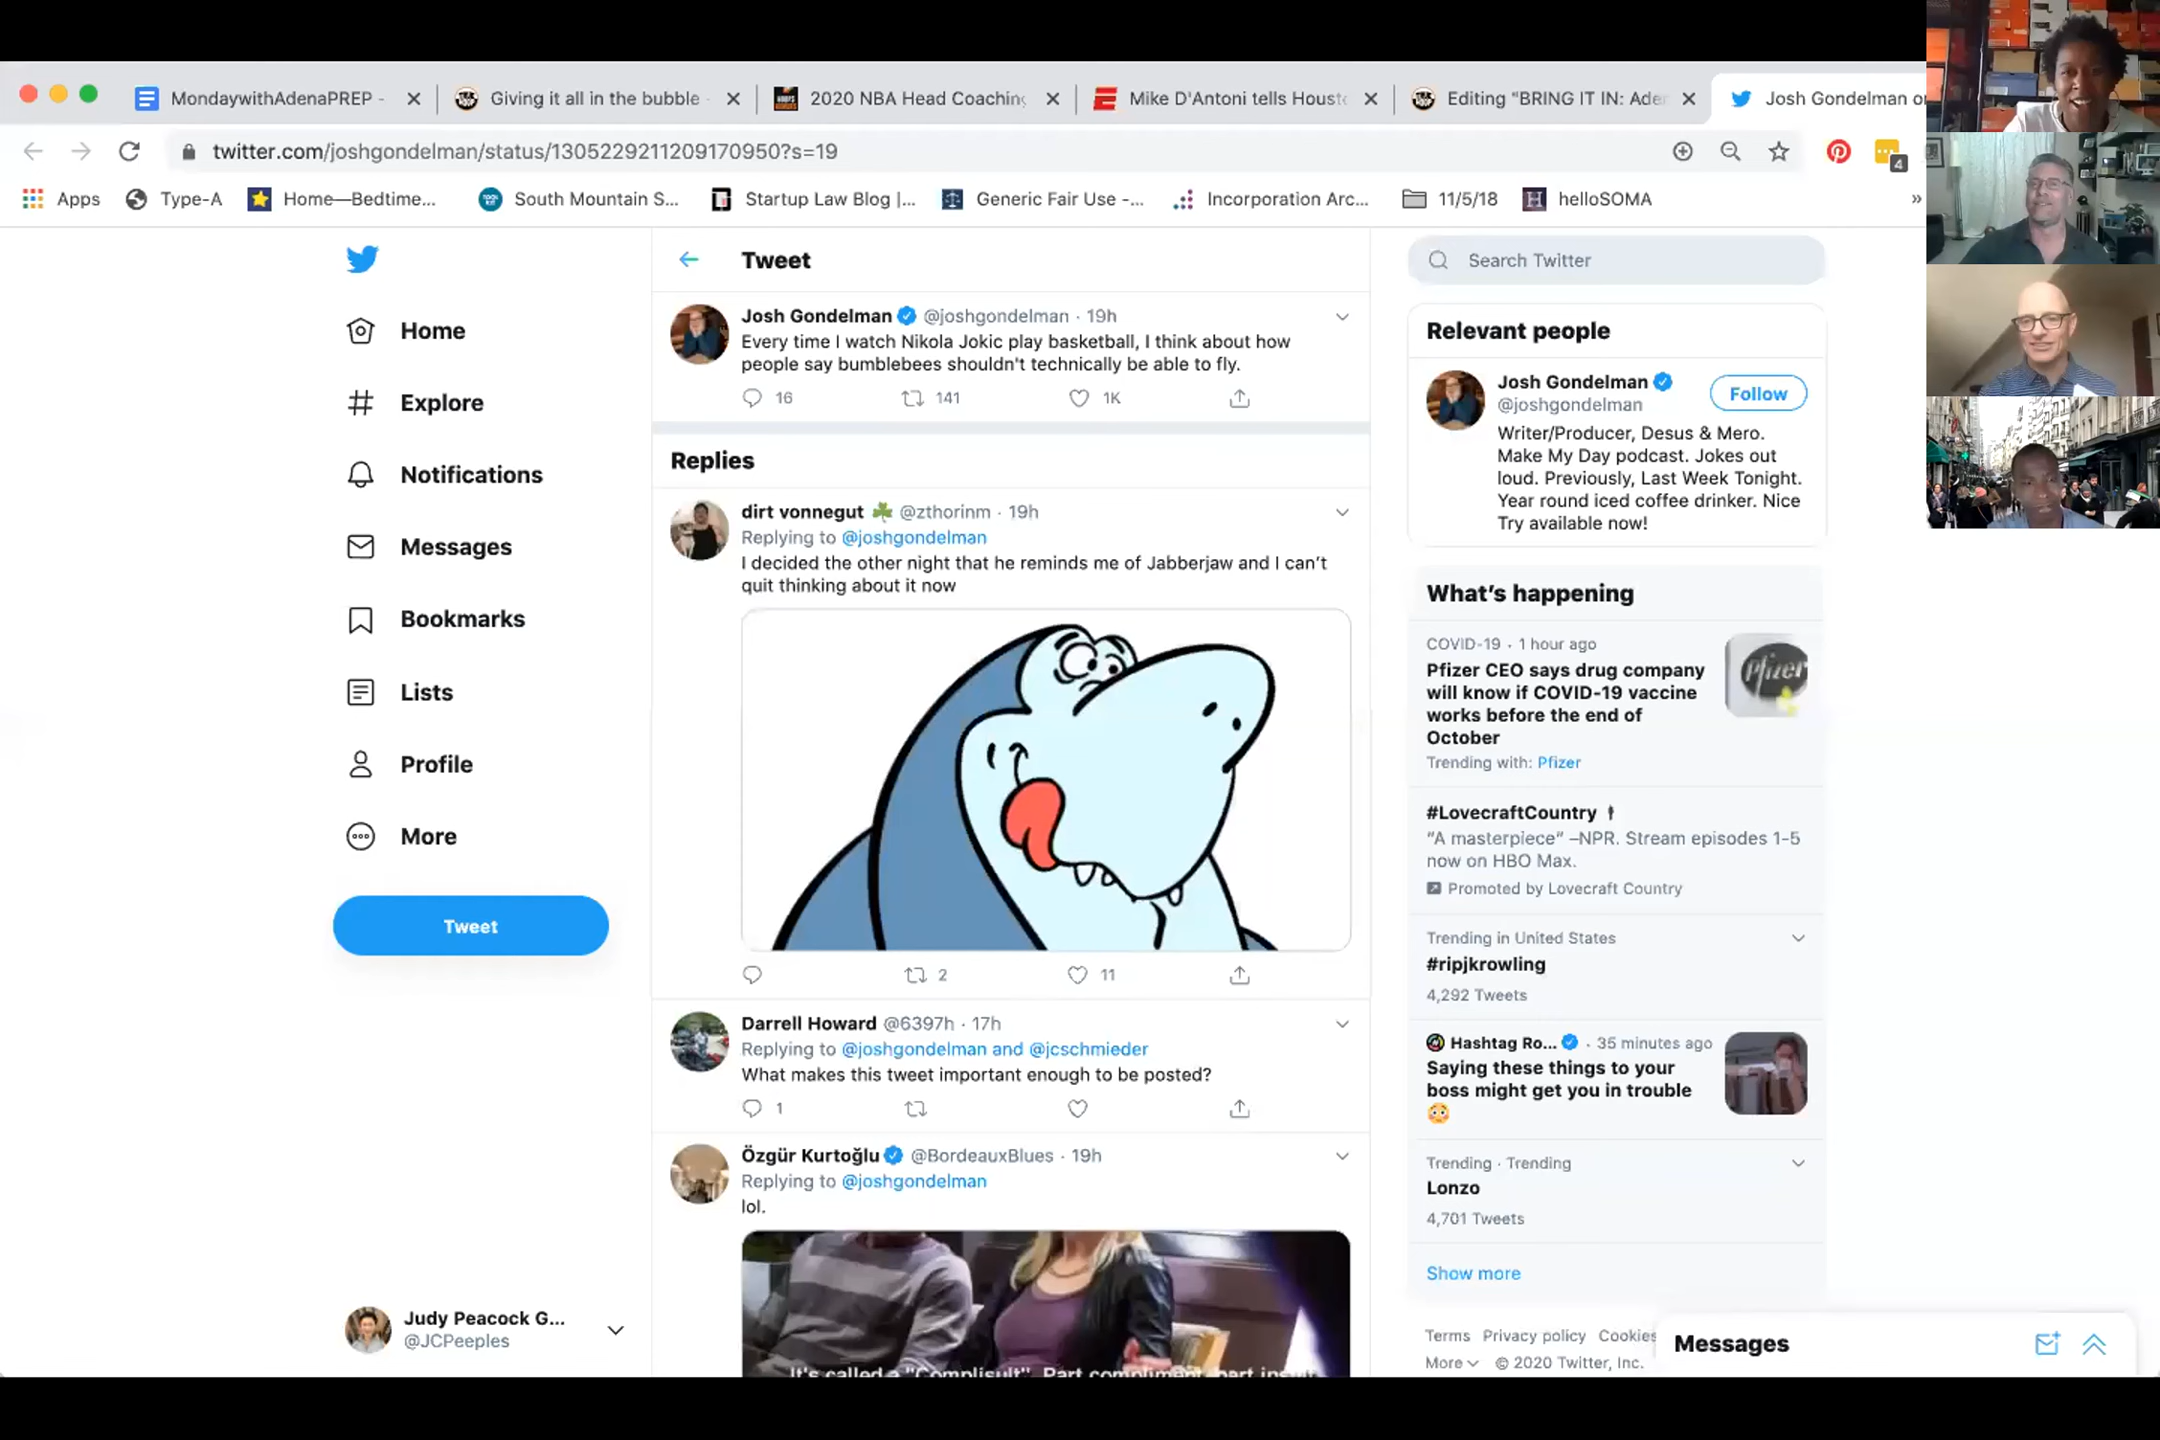 MondaywithAdenaPREP -
Giving it all in the bubble
2020 NBA Head Coaching
Mike D'Antoni tells Houst
Editing “BRING IT IN: Ade
Josh Gondelman o
twitter.com/joshgondelman/status/1305229211209170950?s=19
4
Apps
Type-A
Home—Bedtime...
TOOL KIT
South Mountain S...
Startup Law Blog |...
Generic Fair Use -...
Incorporation Arc...
11/5/18
helloSOMA
»
Home
Explore
Notifications
Messages
Bookmarks
Lists
Profile
More
Tweet
Judy Peacock G...
@JCPeeples
Tweet
Josh Gondelman @joshgondelman · 19h
Every time I watch Nikola Jokic play basketball, I think about how
people say bumblebees shouldn't technically be able to fly.
16 141 1K
Replies
dirt vonnegut ☘️ @zthorinm · 19h
Replying to @joshgondelman
I decided the other night that he reminds me of Jabberjaw and I can’t
quit thinking about it now
2 11
Darrell Howard @6397h · 17h
Replying to @joshgondelman and @jcschmieder
What makes this tweet important enough to be posted?
1
Özgür Kurtoğlu @BordeauxBlues · 19h
Replying to @joshgondelman
lol.
It's called a "Complisult". Part compliment, part insult
Search Twitter
Relevant people
Josh Gondelman
@joshgondelman
Follow
Writer/Producer, Desus & Mero.
Make My Day podcast. Jokes out
loud. Previously, Last Week Tonight.
Year round iced coffee drinker. Nice
Try available now!
What’s happening
COVID-19 · 1 hour ago
Pfizer CEO says drug company
will know if COVID-19 vaccine
works before the end of
October
Trending with: Pfizer
Pfizer
#LovecraftCountry
“A masterpiece” –NPR. Stream episodes 1-5
now on HBO Max.
Promoted by Lovecraft Country
Trending in United States
#ripjkrowling
4,292 Tweets
Hashtag Ro... · 35 minutes ago
Saying these things to your
boss might get you in trouble
😳
Trending · Trending
Lonzo
4,701 Tweets
Show more
Terms Privacy policy Cookies
More © 2020 Twitter, Inc.
Messages